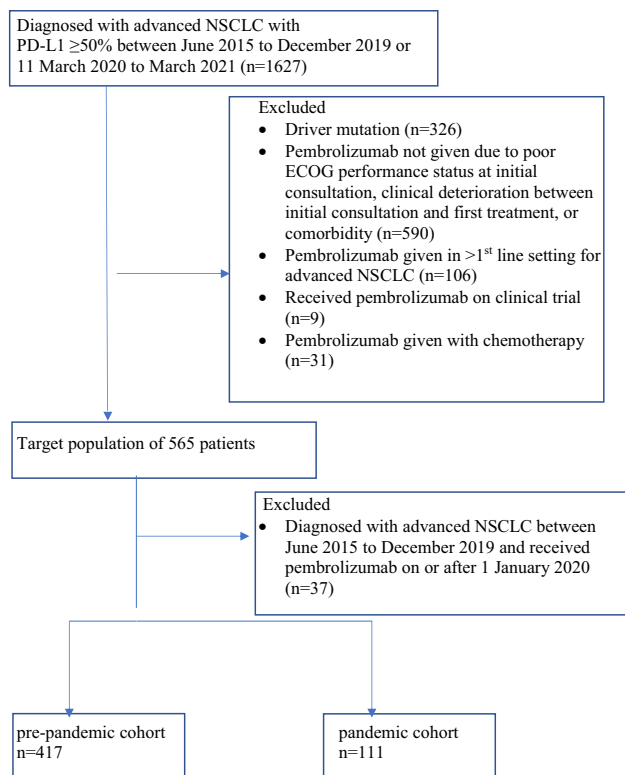 Diagnosed with advanced NSCLC with
PD-L1 ≥50% between June 2015 to December 2019 or
11 March 2020 to March 2021 (n=1627)
Excluded
• Driver mutation (n=326)
• Pembrolizumab not given due to poor
ECOG performance status at initial
consultation, clinical deterioration between
initial consultation and first treatment, or
comorbidity (n=590)
• Pembrolizumab given in >1st line setting for
advanced NSCLC (n=106)
• Received pembrolizumab on clinical trial
(n=9)
• Pembrolizumab given with chemotherapy
(n=31)
Target population of 565 patients
Excluded
• Diagnosed with advanced NSCLC between
June 2015 to December 2019 and received
pembrolizumab on or after 1 January 2020
(n=37)
pre-pandemic cohort
n=417
pandemic cohort
n=111